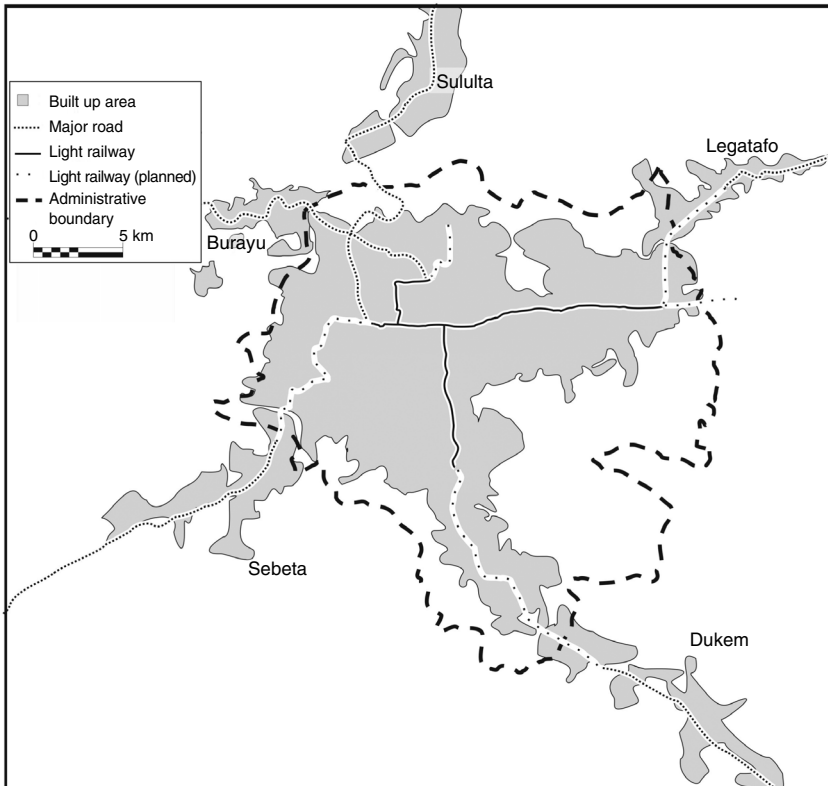 Sululta
Built up area
Major road
Light railway
Light railway (planned)
Administrative
boundary
0 5 km
Legatafo
Burayu
Sebeta
Dukem